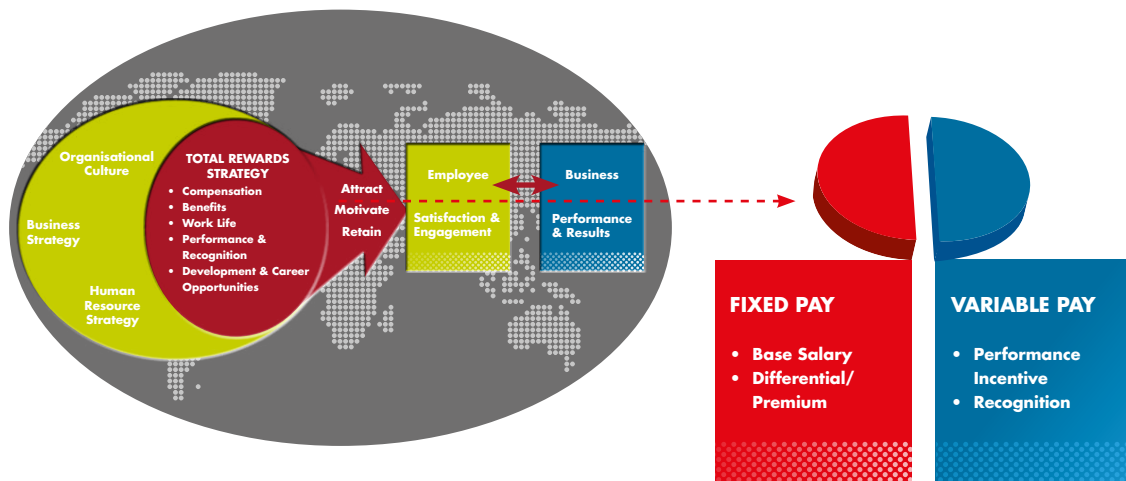 Organisational
Culture
Business
Strategy
Human
Resource
Strategy
TOTAL REWARDS
STRATEGY
• Compensation
• Benefits
• Work Life
• Performance &
Recognition
• Development & Career
Opportunities
Attract
Motivate
Retain
Employee
Satisfaction &
Engagement
Business
Performance
& Results
FIXED PAY
• Base Salary
• Differential/
Premium
VARIABLE PAY
• Performance
Incentive
• Recognition